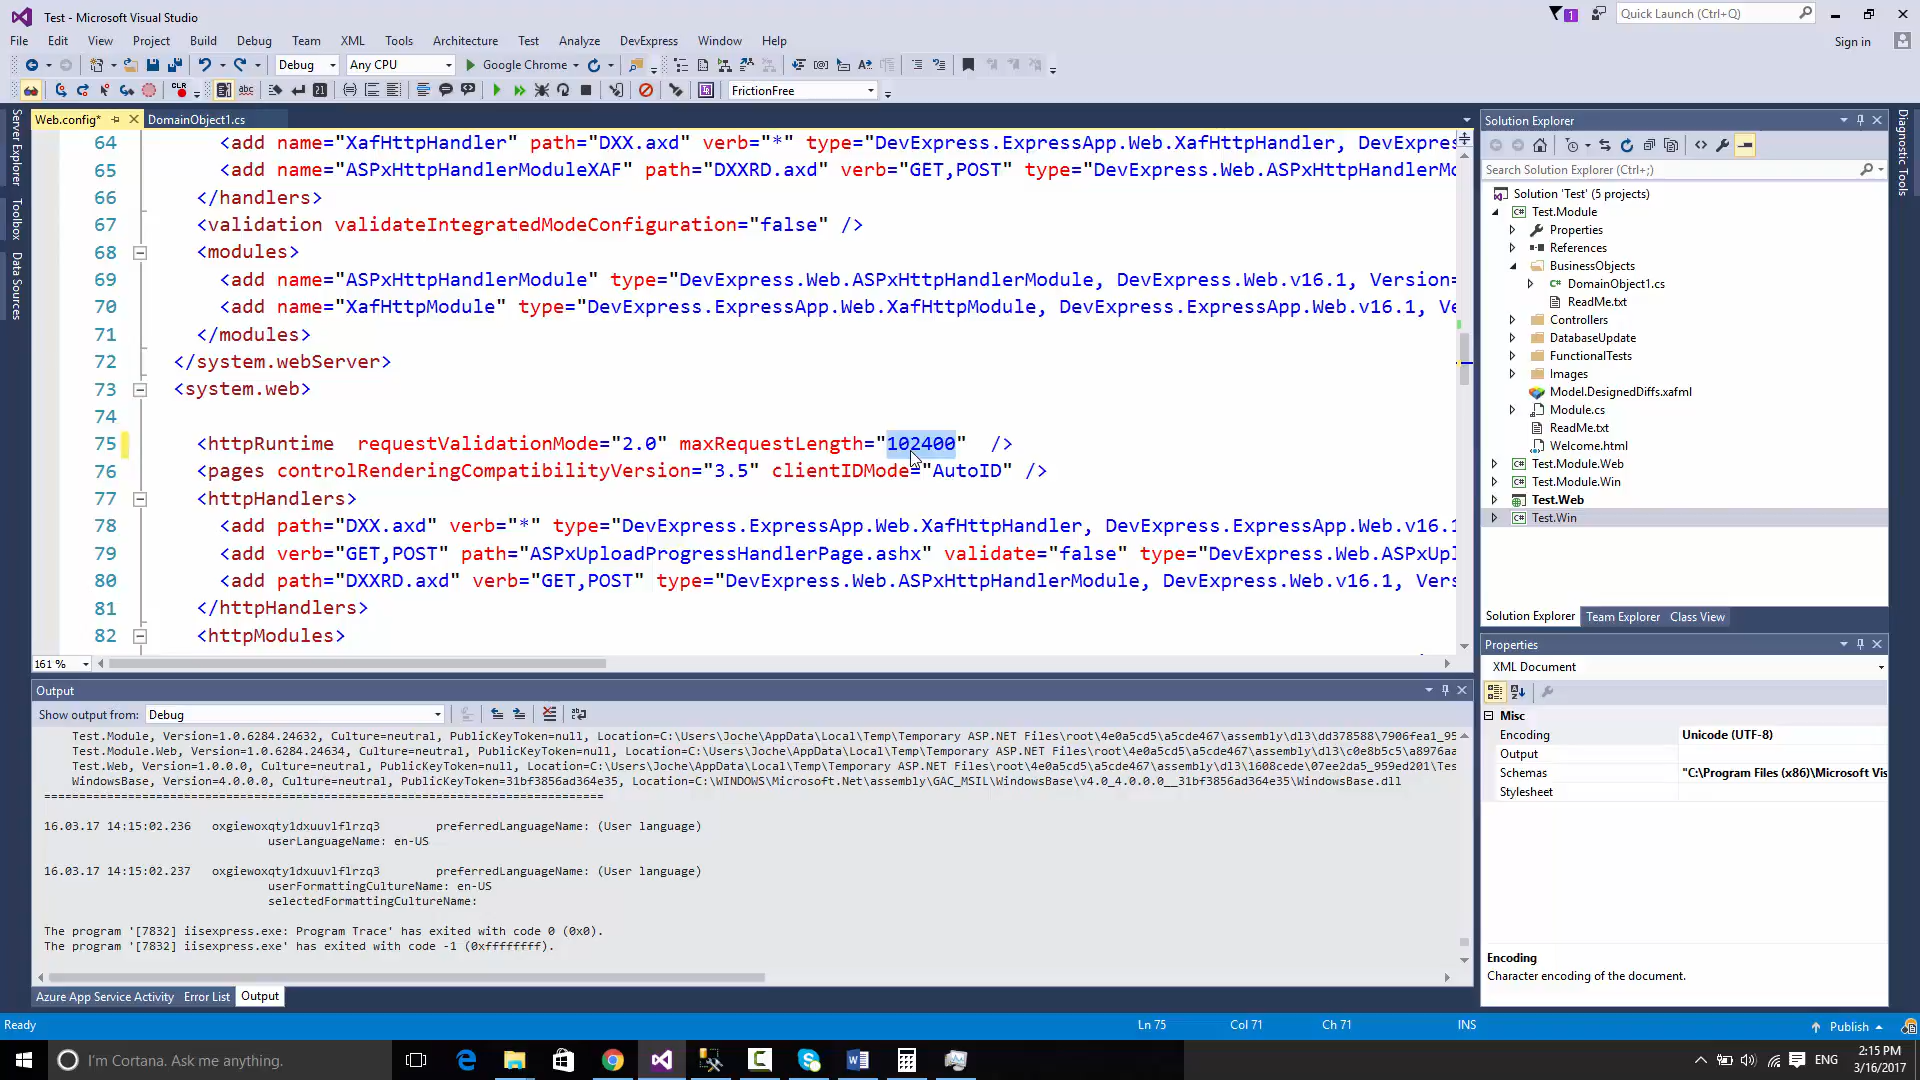 Test - Microsoft Visual Studio
1
Quick Launch (Ctrl+Q)
File Edit View Project Build Debug Team XML Tools Architecture Test Analyze DevExpress Window Help
Sign in
Debug Any CPU Google Chrome
FrictionFree
Server Explorer
Toolbox
Data Sources
Web.config* DomainObject1.cs
64 <add name="XafHttpHandler" path="DXX.axd" verb="*" type="DevExpress.ExpressApp.Web.XafHttpHandler, DevExpres
65 <add name="ASPxHttpHandlerModuleXAF" path="DXXRD.axd" verb="GET,POST" type="DevExpress.Web.ASPxHttpHandlerMo
66 </handlers>
67 <validation validateIntegratedModeConfiguration="false" />
68 <modules>
69 <add name="ASPxHttpHandlerModule" type="DevExpress.Web.ASPxHttpHandlerModule, DevExpress.Web.v16.1, Version=
70 <add name="XafHttpModule" type="DevExpress.ExpressApp.Web.XafHttpModule, DevExpress.ExpressApp.Web.v16.1, Ve
71 </modules>
72 </system.webServer>
73 <system.web>
74
75 <httpRuntime requestValidationMode="2.0" maxRequestLength="102400" />
76 <pages controlRenderingCompatibilityVersion="3.5" clientIDMode="AutoID" />
77 <httpHandlers>
78 <add path="DXX.axd" verb="*" type="DevExpress.ExpressApp.Web.XafHttpHandler, DevExpress.ExpressApp.Web.v16.1
79 <add verb="GET,POST" path="ASPxUploadProgressHandlerPage.ashx" validate="false" type="DevExpress.Web.ASPxUpl
80 <add path="DXXRD.axd" verb="GET,POST" type="DevExpress.Web.ASPxHttpHandlerModule, DevExpress.Web.v16.1, Vers
81 </httpHandlers>
82 <httpModules>
161 %
Output
Show output from: Debug
Test.Module, Version=1.0.6284.24632, Culture=neutral, PublicKeyToken=null, Location=C:\Users\Joche\AppData\Local\Temp\Temporary ASP.NET Files\root\4e0a5cd5\a5cde467\assembly\dl3\dd378588\7906fea1_95
Test.Module.Web, Version=1.0.6284.24634, Culture=neutral, PublicKeyToken=null, Location=C:\Users\Joche\AppData\Local\Temp\Temporary ASP.NET Files\root\4e0a5cd5\a5cde467\assembly\dl3\c0e8b5c5\a8976aa
Test.Web, Version=1.0.0.0, Culture=neutral, PublicKeyToken=null, Location=C:\Users\Joche\AppData\Local\Temp\Temporary ASP.NET Files\root\4e0a5cd5\a5cde467\assembly\dl3\1608cede\07ee2da5_959ed201\Tes
WindowsBase, Version=4.0.0.0, Culture=neutral, PublicKeyToken=31bf3856ad364e35, Location=C:\WINDOWS\Microsoft.Net\assembly\GAC_MSIL\WindowsBase\v4.0_4.0.0.0__31bf3856ad364e35\WindowsBase.dll
================================================================================
16.03.17 14:15:02.236 oxgiewoxqty1dxuuvlflrzq3 preferredLanguageName: (User language)
userLanguageName: en-US
16.03.17 14:15:02.237 oxgiewoxqty1dxuuvlflrzq3 preferredLanguageName: (User language)
userFormattingCultureName: en-US
selectedFormattingCultureName:
The program '[7832] iisexpress.exe: Program Trace' has exited with code 0 (0x0).
The program '[7832] iisexpress.exe' has exited with code -1 (0xffffffff).
Azure App Service Activity Error List Output
Solution Explorer
Search Solution Explorer (Ctrl+;)
Solution 'Test' (5 projects)
Test.Module
Properties
References
BusinessObjects
DomainObject1.cs
ReadMe.txt
Controllers
DatabaseUpdate
FunctionalTests
Images
Model.DesignedDiffs.xafml
Module.cs
ReadMe.txt
Welcome.html
Test.Module.Web
Test.Module.Win
Test.Web
Test.Win
Solution Explorer Team Explorer Class View
Properties
XML Document
Misc
Encoding Unicode (UTF-8)
Output
Schemas "C:\Program Files (x86)\Microsoft Vis
Stylesheet
Encoding
Character encoding of the document.
Diagnostic Tools
Ready Ln 75 Col 71 Ch 71 INS Publish
I'm Cortana. Ask me anything.
ENG
2:15 PM
3/16/2017